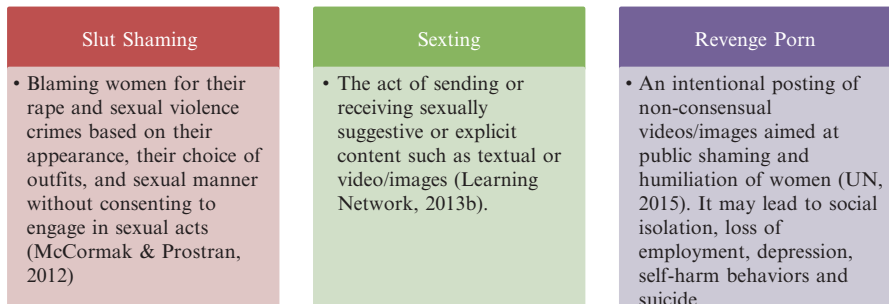 Slut Shaming
• Blaming women for their
rape and sexual violence
crimes based on their
appearance, their choice of
outfits, and sexual manner
without consenting to
engage in sexual acts
(McCormak & Prostran,
2012)
Sexting
• The act of sending or
receiving sexually
suggestive or explicit
content such as textual or
video/images (Learning
Network, 2013b).
Revenge Porn
• An intentional posting of
non-consensual
videos/images aimed at
public shaming and
humiliation of women (UN,
2015). It may lead to social
isolation, loss of
employment, depression,
self-harm behaviors and
suicide